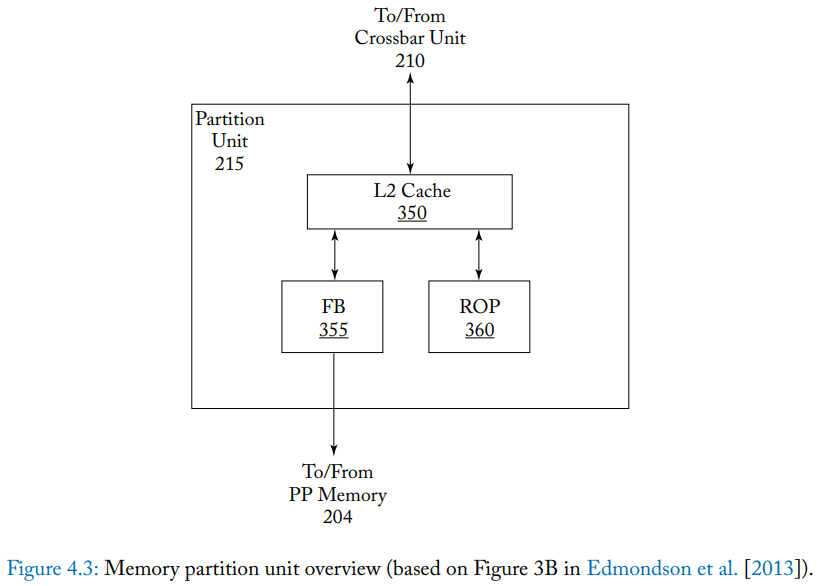 To/From
Crossbar Unit
210
Partition
Unit
215
L2 Cache
350
FB
355
ROP
360
To/From
PP Memory
204
Figure 4.3: Memory partition unit overview (based on Figure 3B in Edmondson et al. [2013]).